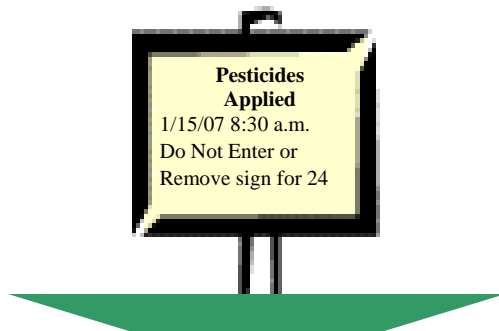 Pesticides
Applied
1/15/07 8:30 a.m.
Do Not Enter or
Remove sign for 24